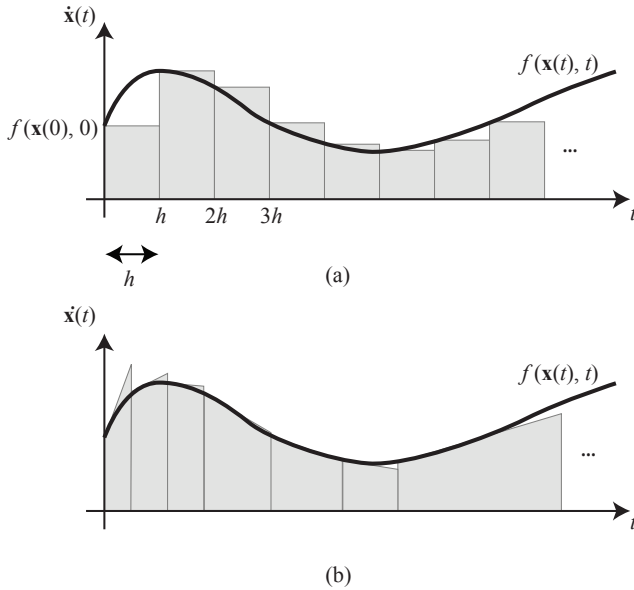 ẋ(t)
f(x(t), t)
f(x(0), 0)
...
h 2h 3h t
h
(a)
ẋ(t)
f(x(t), t)
...
t
(b)